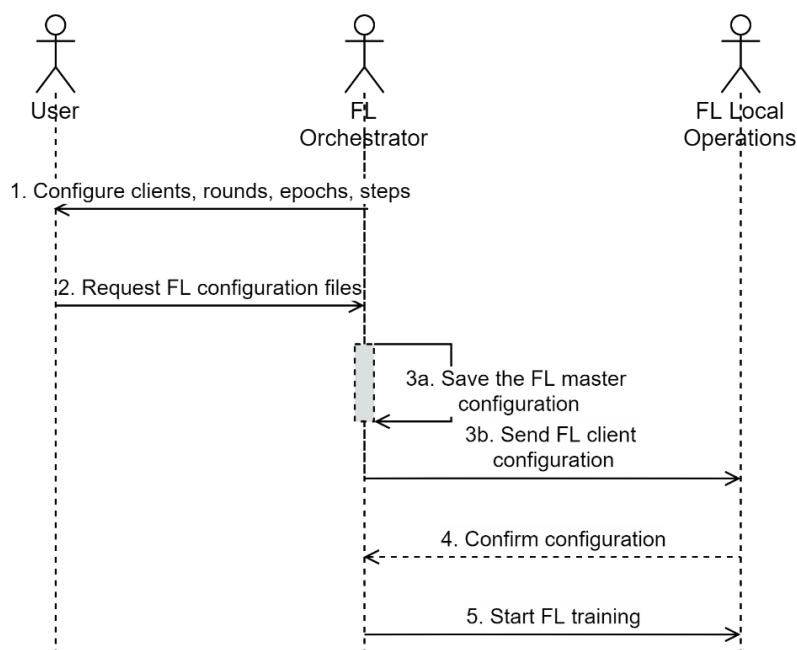 User
FL
Orchestrator
FL Local
Operations
1. Configure clients, rounds, epochs, steps
2. Request FL configuration files
3a. Save the FL master
configuration
3b. Send FL client
configuration
4. Confirm configuration
5. Start FL training